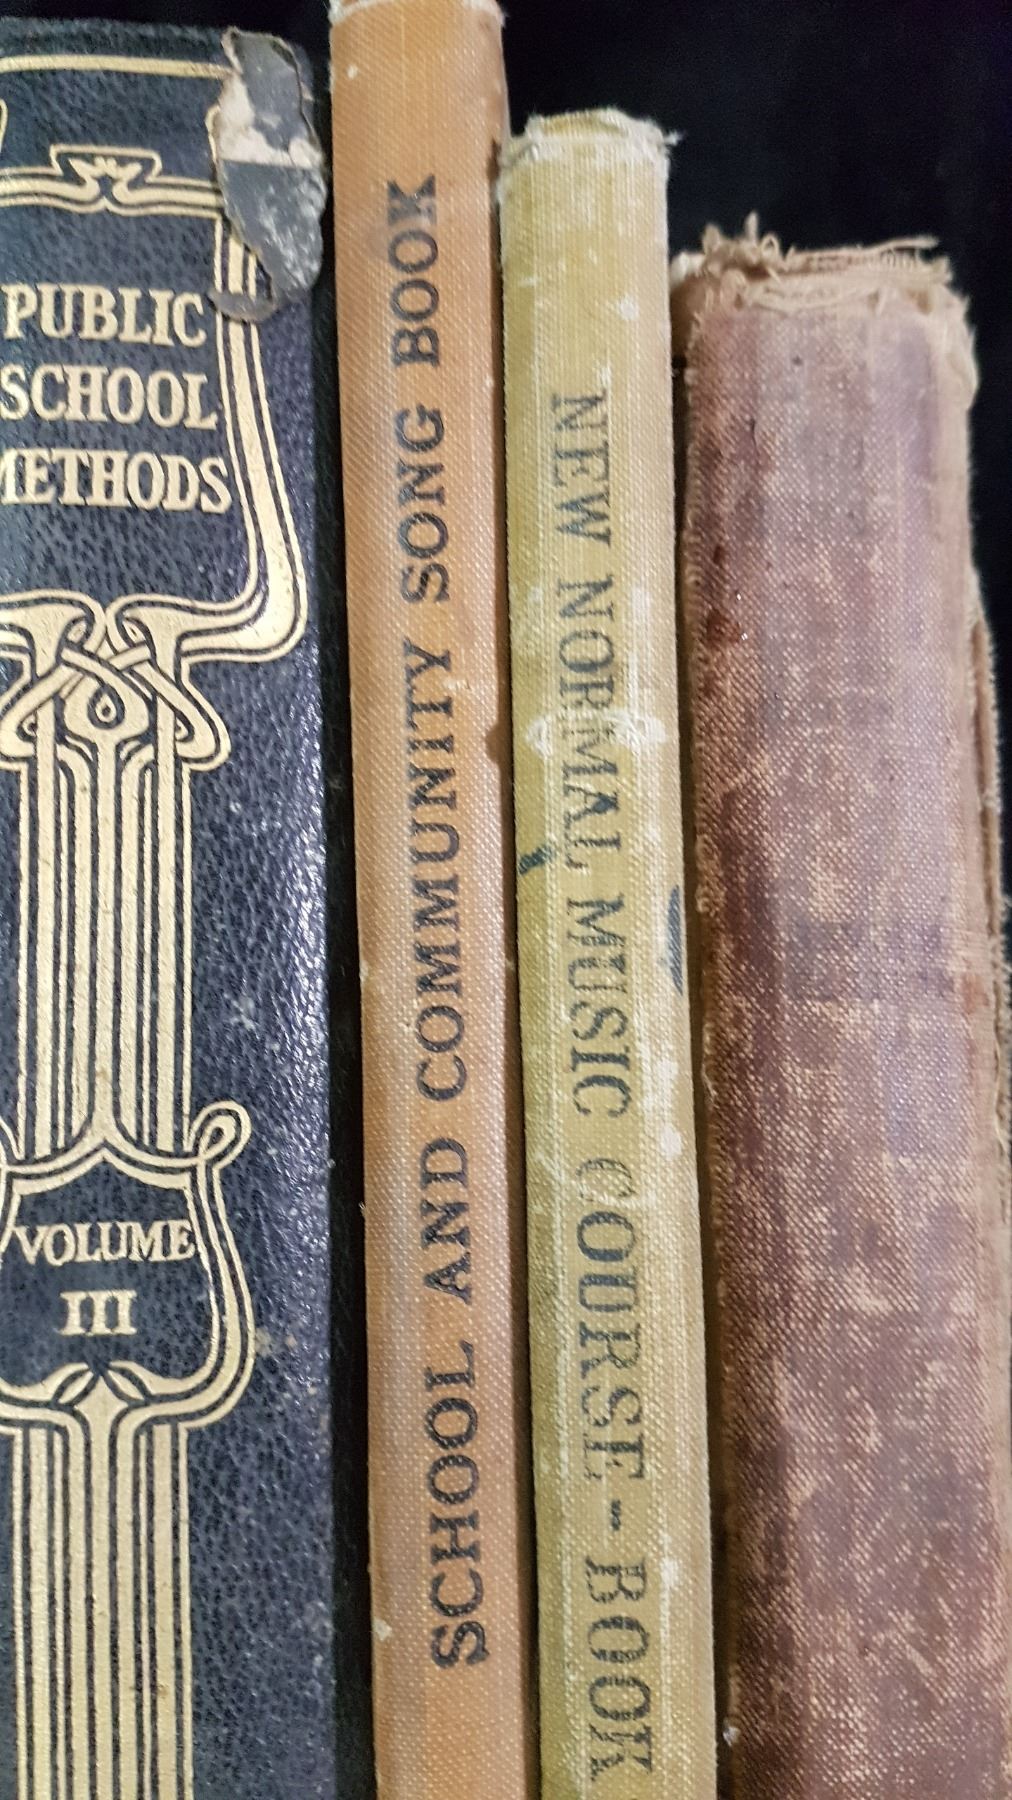 PUBLIC
SCHOOL
METHODS
VOLUME
III
SCHOOL AND COMMUNITY SONG BOOK
NEW NORMAL MUSIC COURSE - BOOK